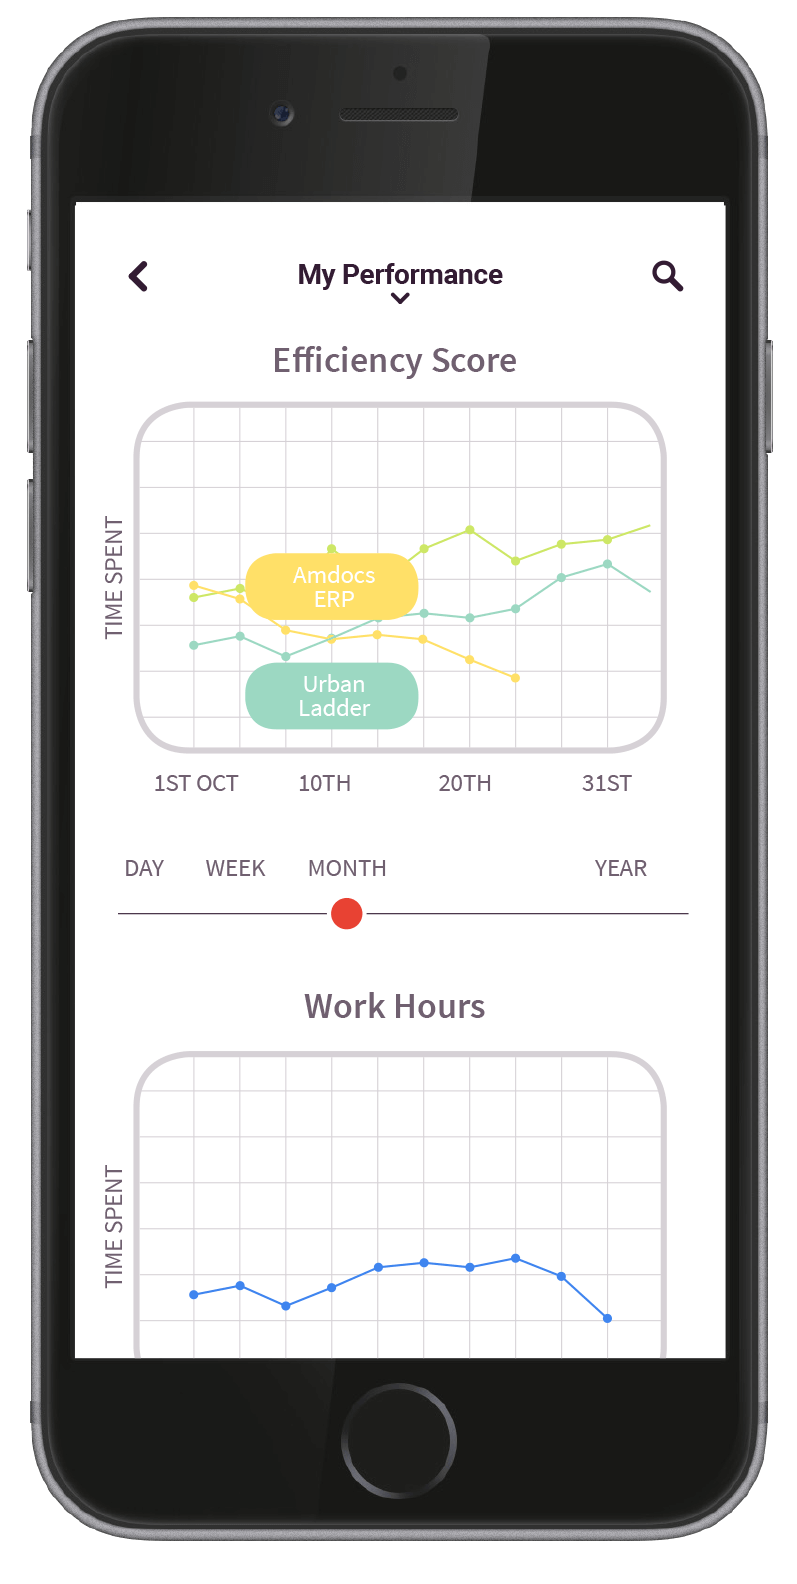 My Performance
Efficiency Score
TIME SPENT
Amdocs
ERP
Urban
Ladder
1ST OCT 10TH 20TH 31ST
DAY WEEK MONTH YEAR
Work Hours
TIME SPENT